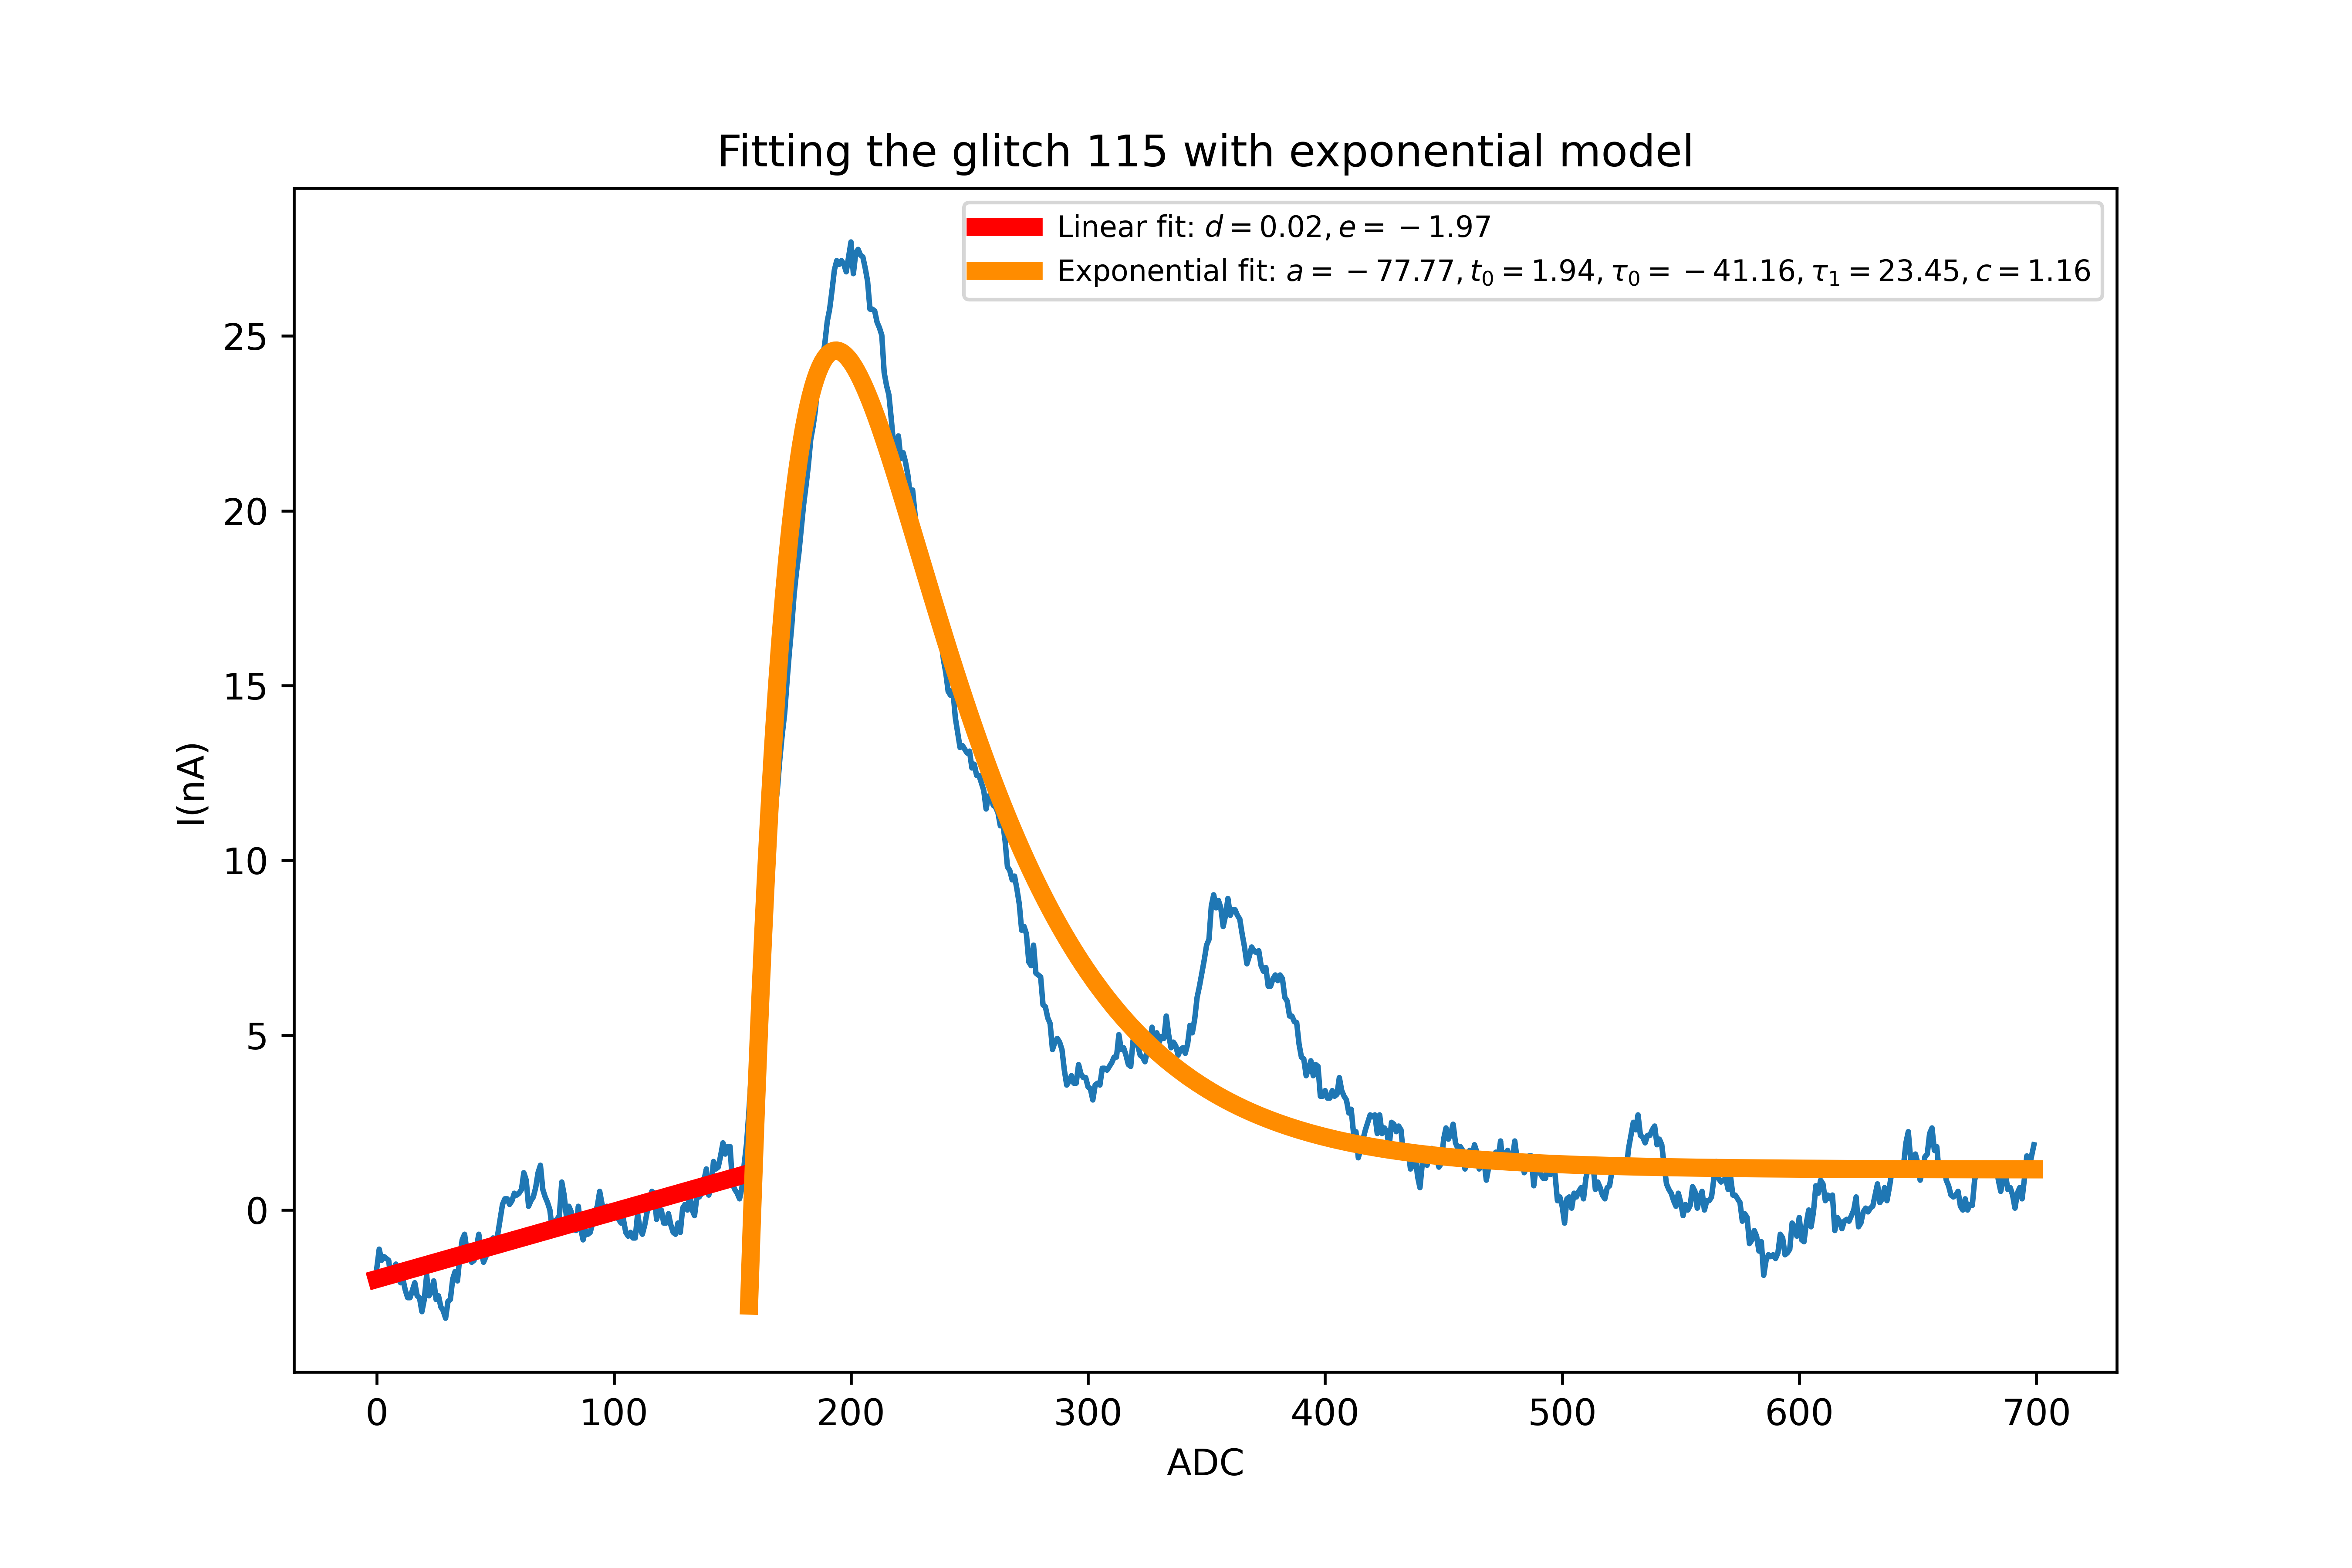 Fitting the glitch 115 with exponential model
Linear fit: d = 0.02, e = −1.97
Exponential fit: a = −77.77, t₀ = 1.94, τ₀ = −41.16, τ₁ = 23.45, c = 1.16
25
20
15
10
5
0
I(nA)
0 100 200 300 400 500 600 700
ADC